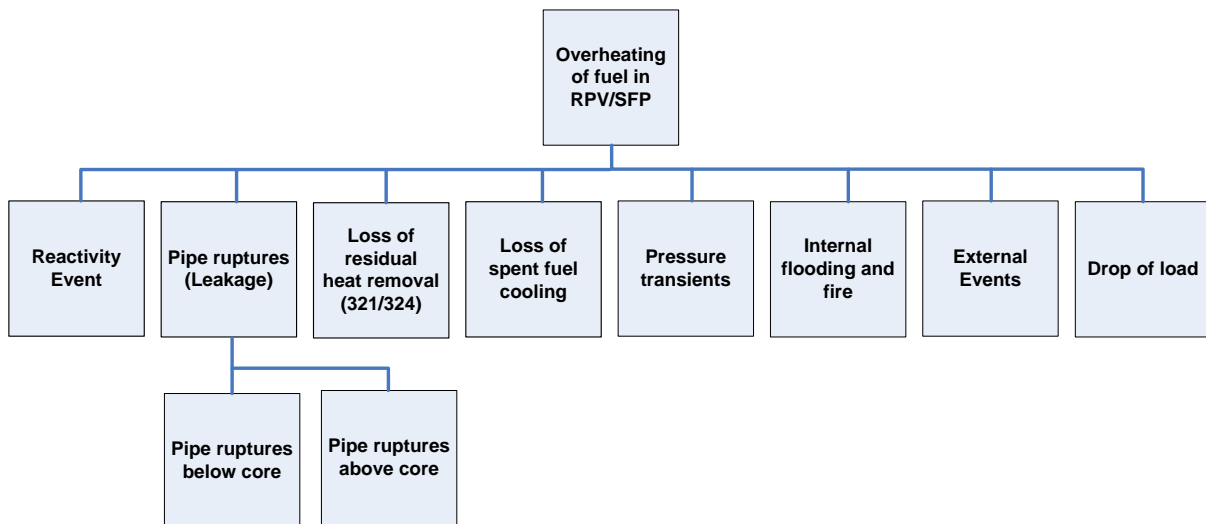 Overheating
of fuel in
RPV/SFP
Reactivity
Event
Pipe ruptures
(Leakage)
Loss of
residual
heat removal
(321/324)
Loss of
spent fuel
cooling
Pressure
transients
Internal
flooding and
fire
External
Events
Drop of load
Pipe ruptures
below core
Pipe ruptures
above core